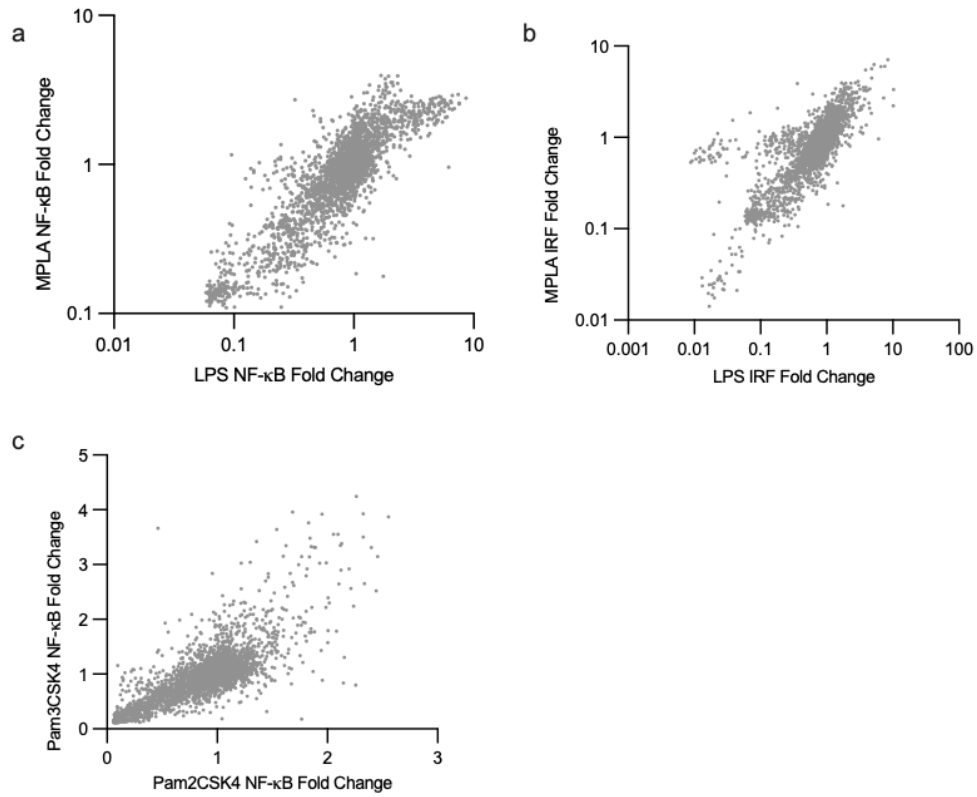 a
MPLA NF-κB Fold Change
10
1
0.1
0.01 0.1 1 10
LPS NF-κB Fold Change
b
MPLA IRF Fold Change
10
1
0.1
0.01
0.001 0.01 0.1 1 10 100
LPS IRF Fold Change
c
Pam3CSK4 NF-κB Fold Change
5
4
3
2
1
0
0 1 2 3
Pam2CSK4 NF-κB Fold Change